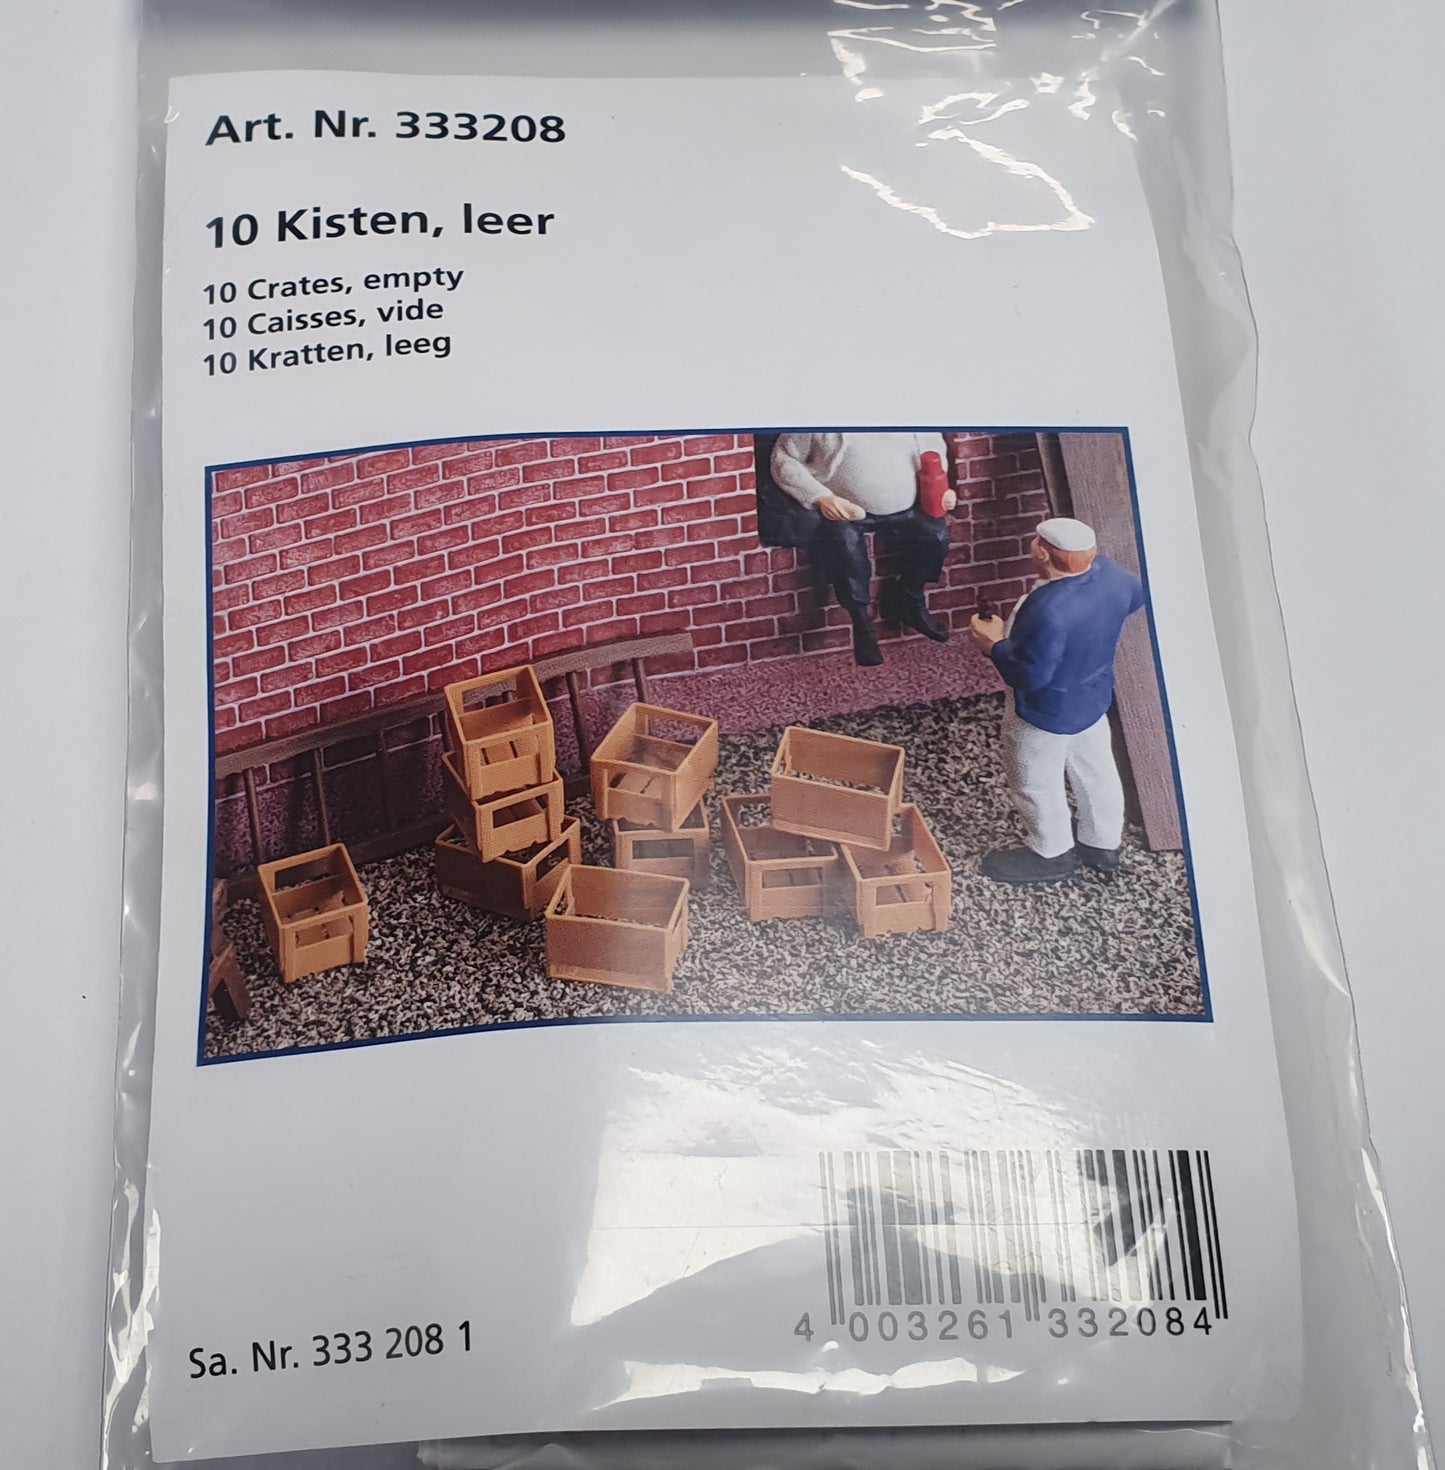 Art. Nr. 333208
10 Kisten, leer
10 Crates, empty
10 Caisses, vide
10 Kratten, leeg
Sa. Nr. 333 208 1
4 003261 332084